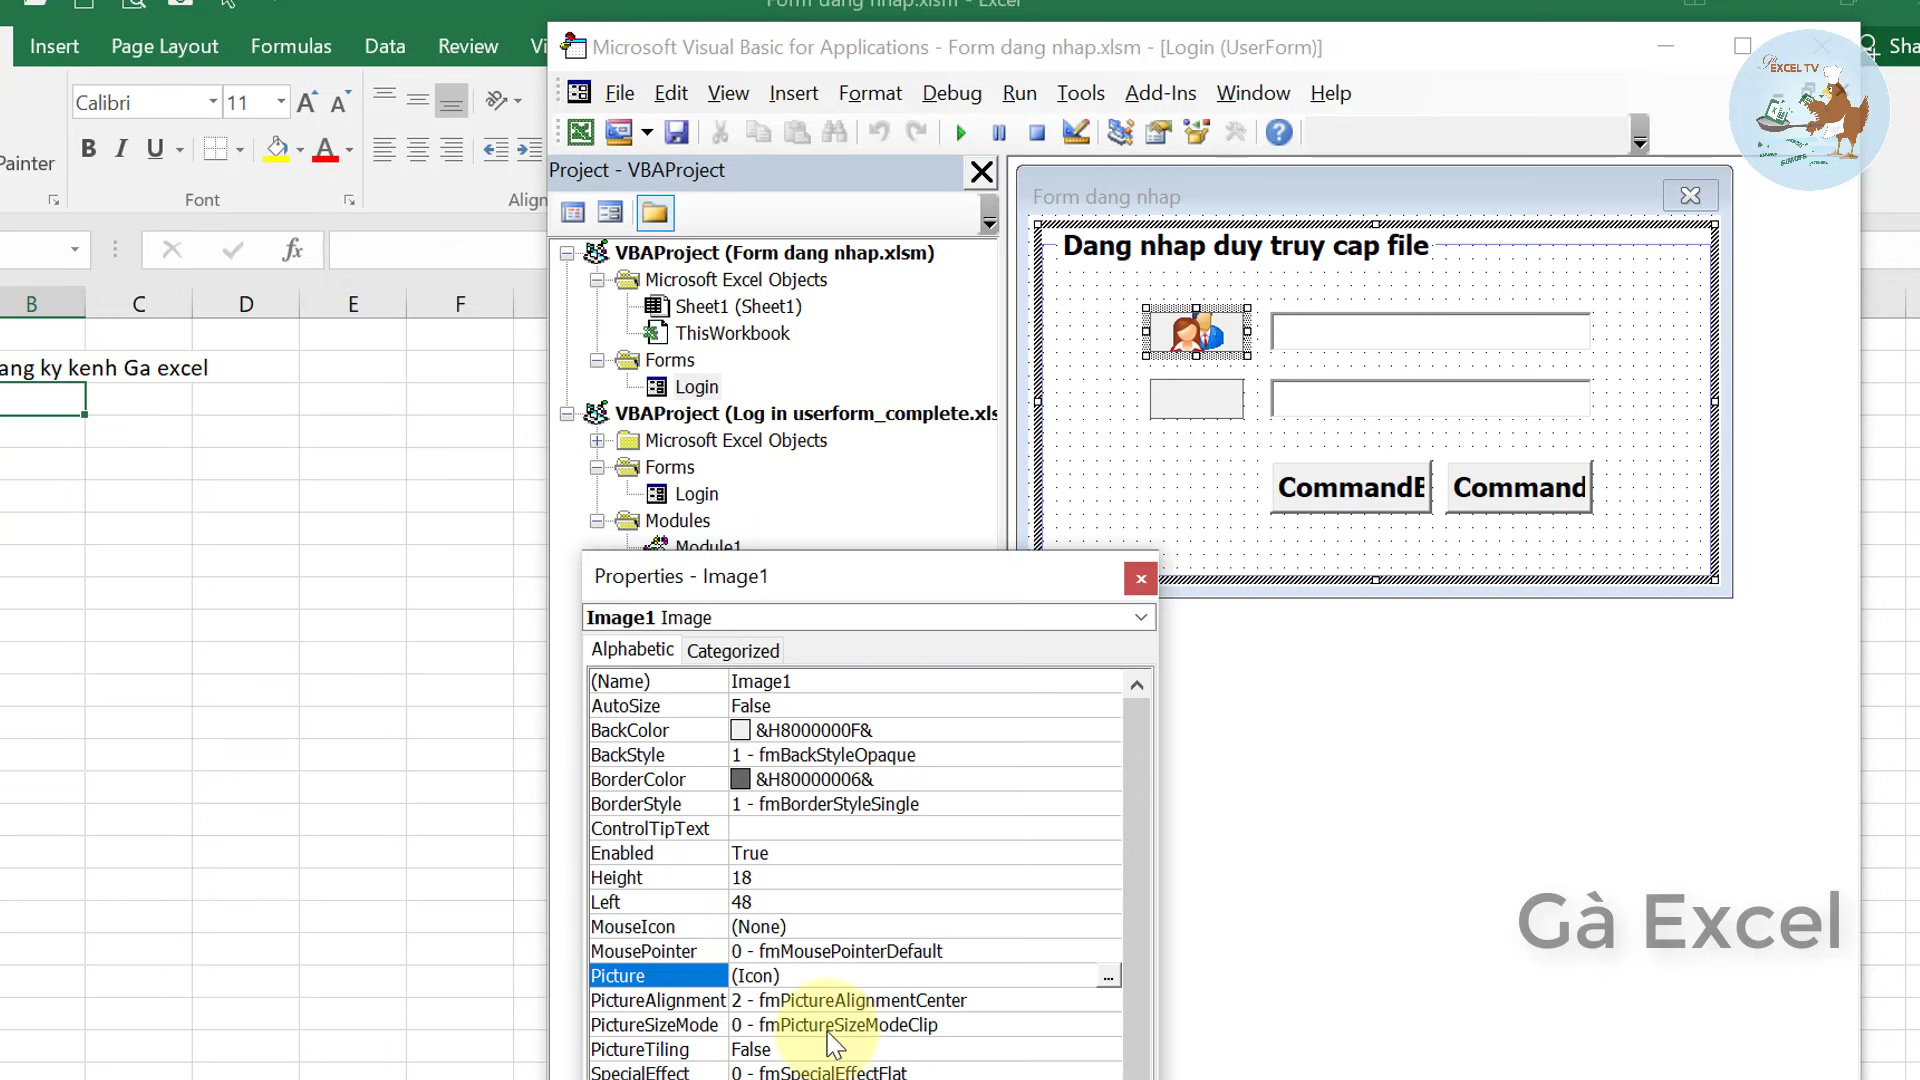 Form dang nhap.xlsm - Excel
Insert Page Layout Formulas Data Review
Sha
Calibri 11
Painter
Font
Align
B C D E F
ang ky kenh Ga excel
Microsoft Visual Basic for Applications - Form dang nhap.xlsm - [Login (UserForm)]
File Edit View Insert Format Debug Run Tools Add-Ins Window Help
Project - VBAProject
VBAProject (Form dang nhap.xlsm)
Microsoft Excel Objects
Sheet1 (Sheet1)
ThisWorkbook
Forms
Login
VBAProject (Log in userform_complete.xls
Microsoft Excel Objects
Forms
Login
Modules
Module1
Form dang nhap
Dang nhap duy truy cap file
CommandB Command
Properties - Image1
Image1 Image
Alphabetic Categorized
(Name) Image1
AutoSize False
BackColor &H8000000F&
BackStyle 1 - fmBackStyleOpaque
BorderColor &H80000006&
BorderStyle 1 - fmBorderStyleSingle
ControlTipText
Enabled True
Height 18
Left 48
MouseIcon (None)
MousePointer 0 - fmMousePointerDefault
Picture (Icon)
PictureAlignment 2 - fmPictureAlignmentCenter
PictureSizeMode 0 - fmPictureSizeModeClip
PictureTiling False
SpecialEffect 0 - fmSpecialEffectFlat
EXCEL TV
Gà Excel